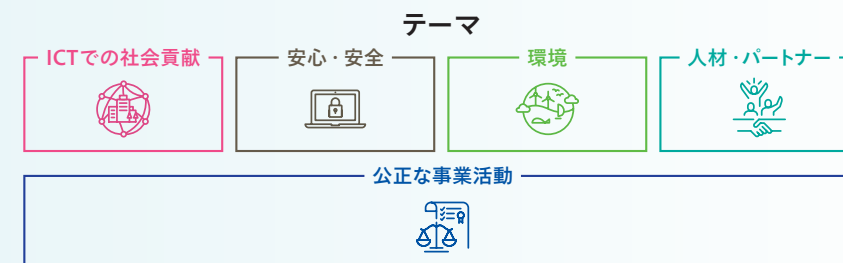 テーマ
ICTでの社会貢献
安心・安全
環境
人材・パートナー
公正な事業活動